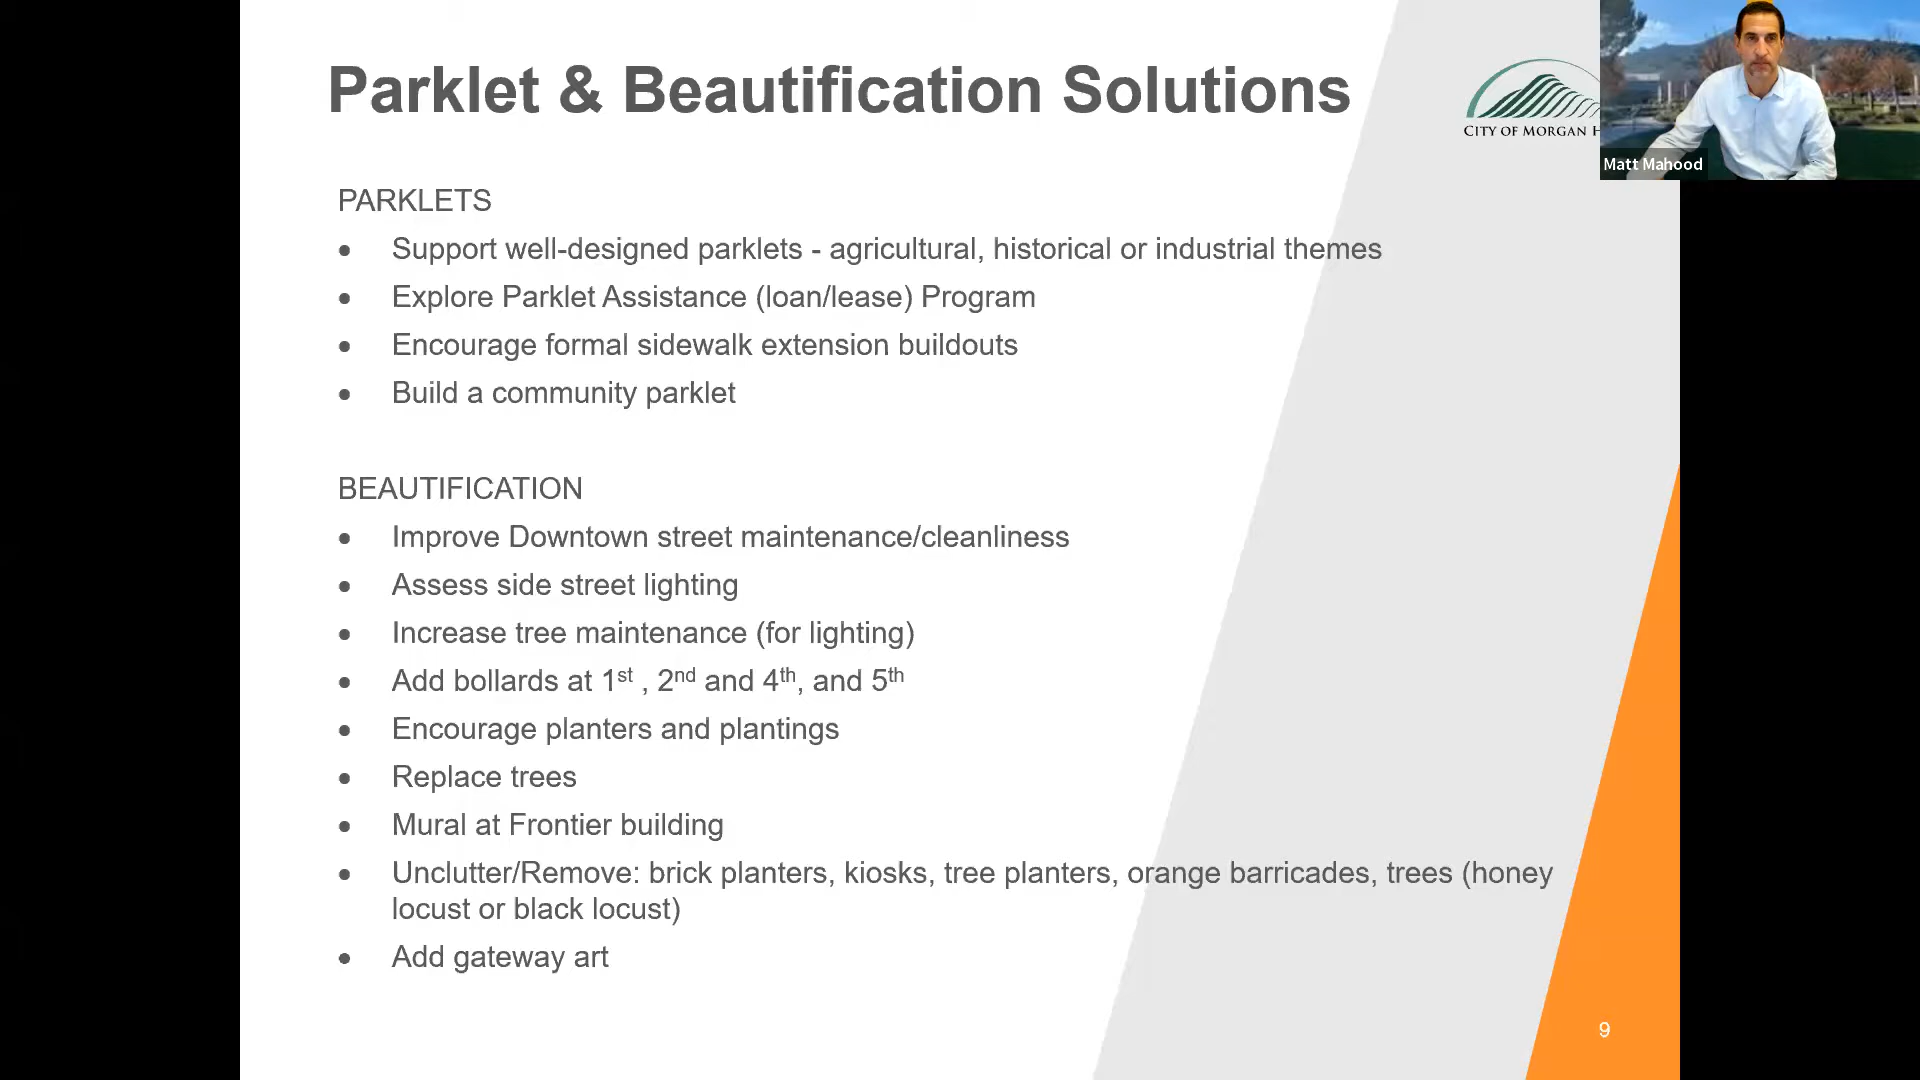 Parklet & Beautification Solutions
CITY OF MORGAN H
Matt Mahood
PARKLETS
• Support well-designed parklets - agricultural, historical or industrial themes
• Explore Parklet Assistance (loan/lease) Program
• Encourage formal sidewalk extension buildouts
• Build a community parklet
BEAUTIFICATION
• Improve Downtown street maintenance/cleanliness
• Assess side street lighting
• Increase tree maintenance (for lighting)
• Add bollards at 1st , 2nd and 4th, and 5th
• Encourage planters and plantings
• Replace trees
• Mural at Frontier building
• Unclutter/Remove: brick planters, kiosks, tree planters, orange barricades, trees (honey
locust or black locust)
• Add gateway art
9